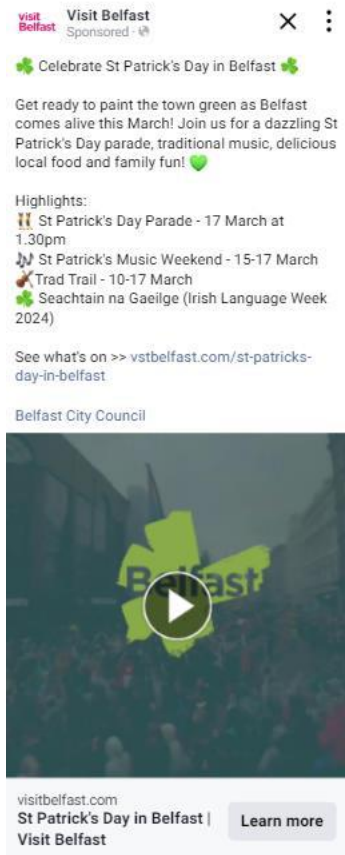 visit
Belfast
Visit Belfast
Sponsored ·
☘ Celebrate St Patrick's Day in Belfast ☘
Get ready to paint the town green as Belfast
comes alive this March! Join us for a dazzling St
Patrick's Day parade, traditional music, delicious
local food and family fun! 💚
Highlights:
👯 St Patrick's Day Parade - 17 March at
1.30pm
🎶 St Patrick's Music Weekend - 15-17 March
🎻Trad Trail - 10-17 March
☘ Seachtain na Gaeilge (Irish Language Week
2024)
See what's on >> vstbelfast.com/st-patricks-
day-in-belfast
Belfast City Council
Belfast
visitbelfast.com
St Patrick's Day in Belfast |
Visit Belfast
Learn more